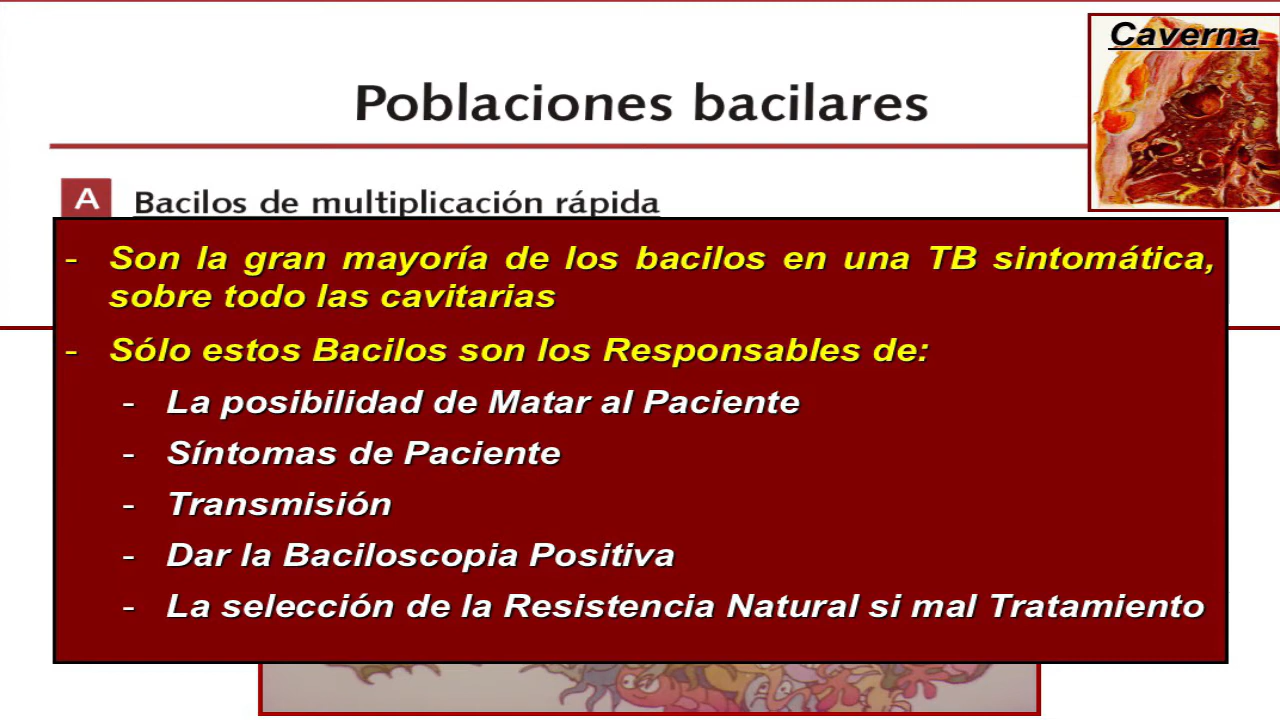 Caverna
Poblaciones bacilares
A Bacilos de multiplicación rápida
- Son la gran mayoría de los bacilos en una TB sintomática,
sobre todo las cavitarias
- Sólo estos Bacilos son los Responsables de:
- La posibilidad de Matar al Paciente
- Síntomas de Paciente
- Transmisión
- Dar la Baciloscopia Positiva
- La selección de la Resistencia Natural si mal Tratamiento